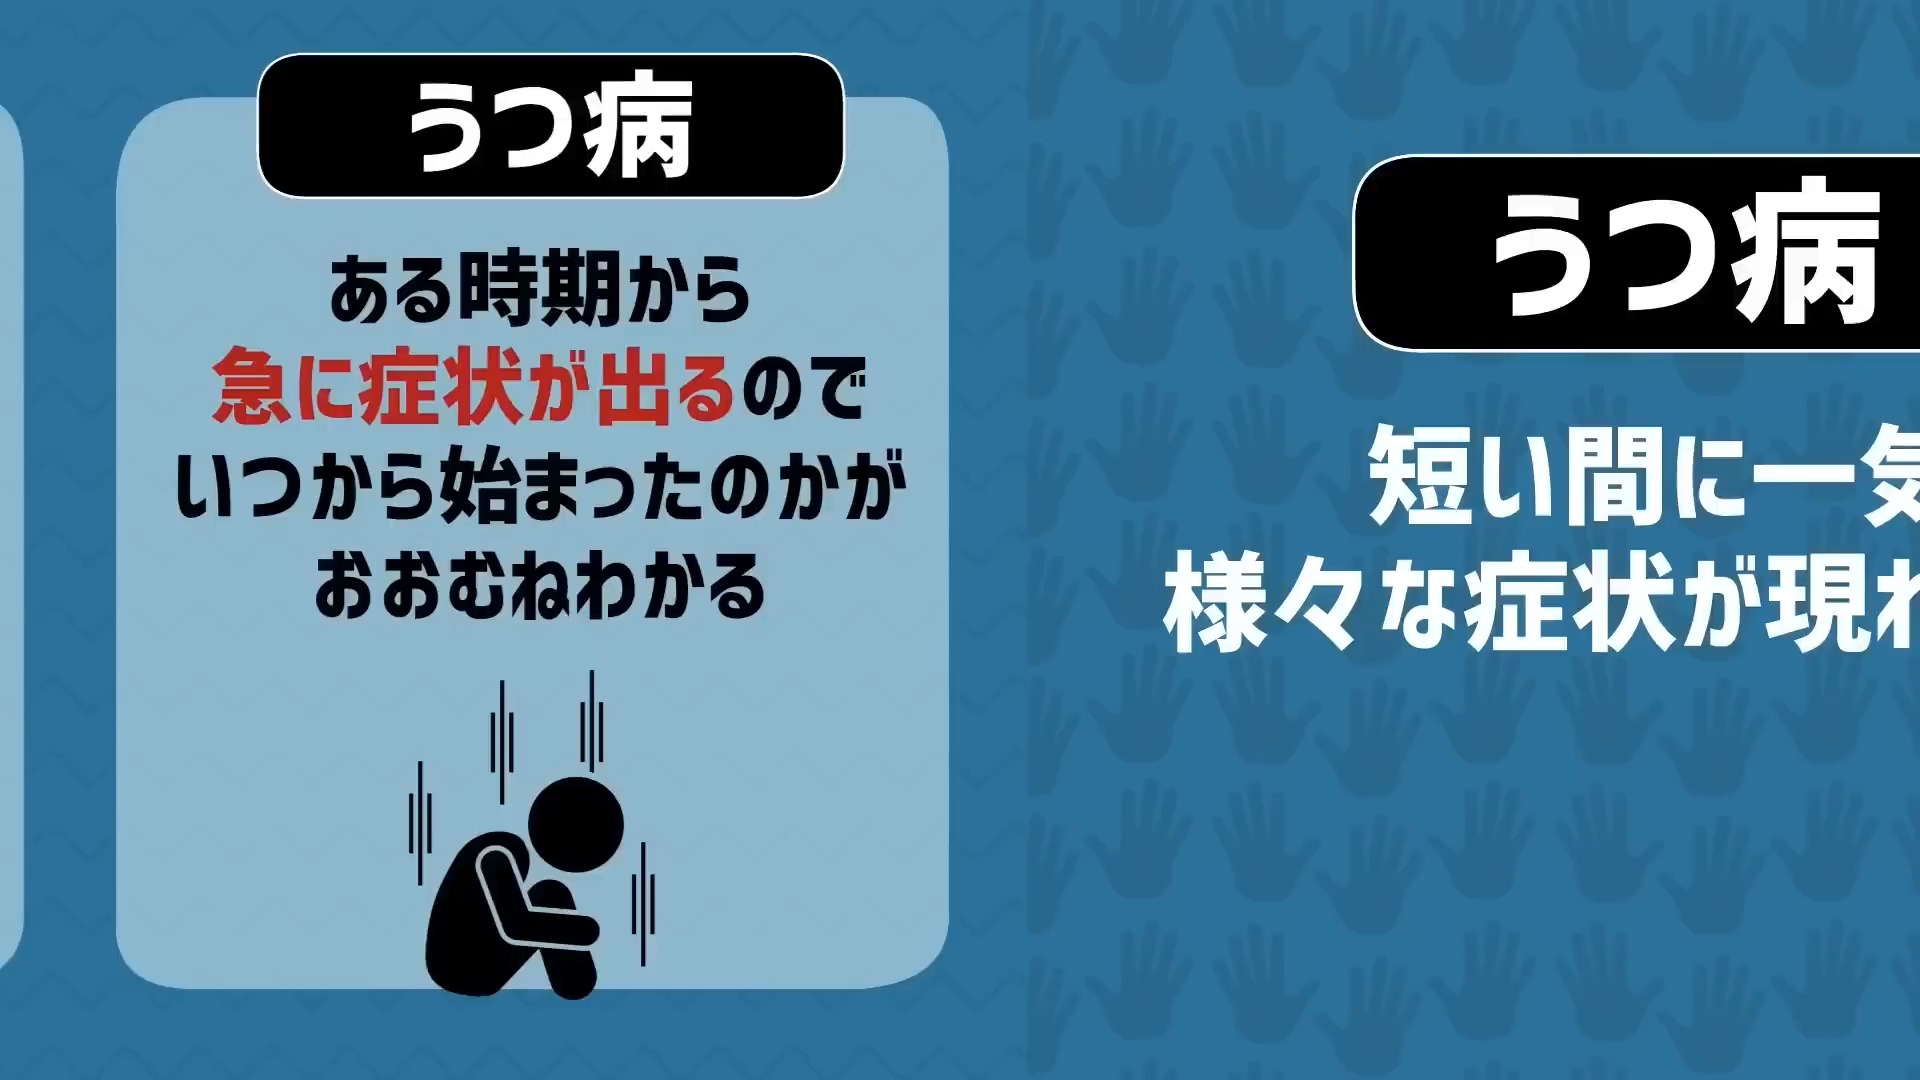 うつ病
ある時期から
急に症状が出るので
いつから始まったのかが
おおむねわかる
うつ病
短い間に一気
様々な症状が現れ